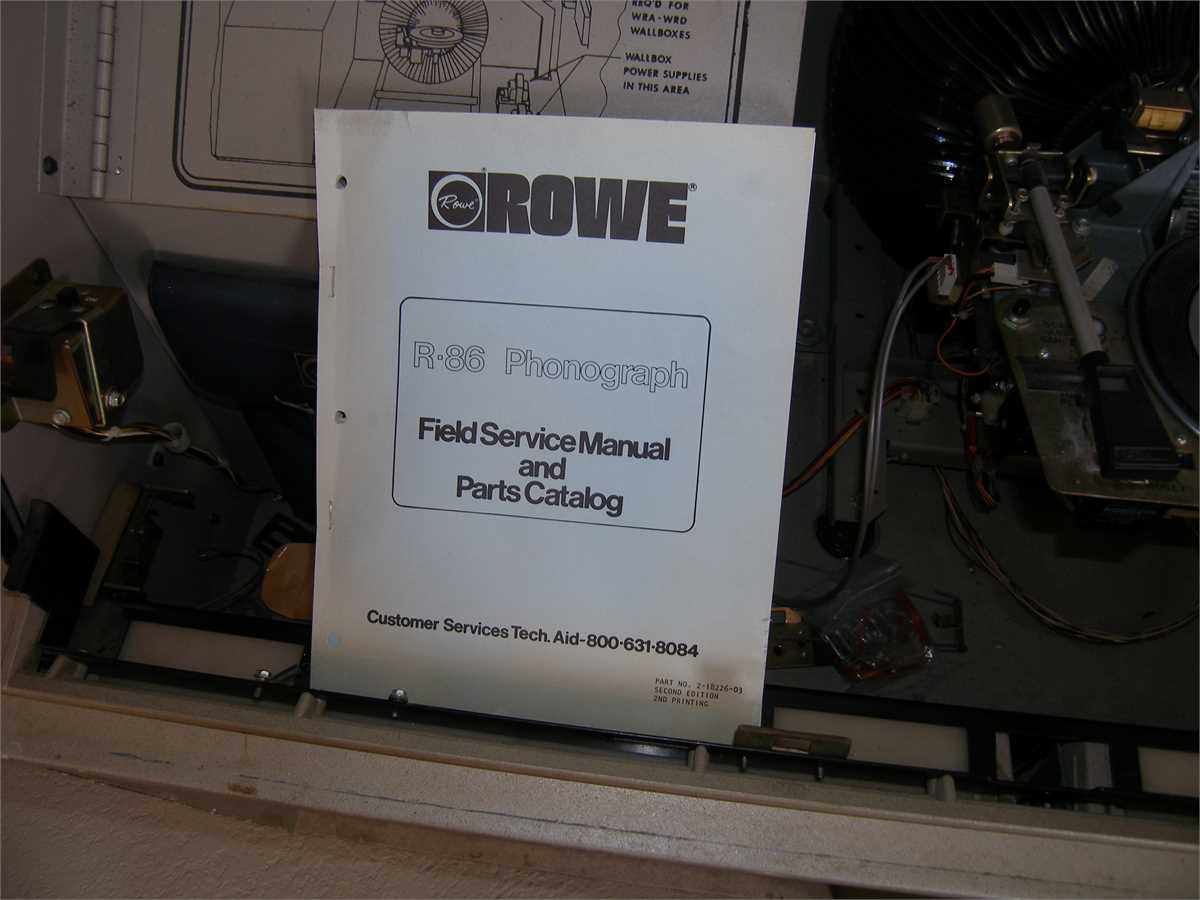 REQ'D FOR
WRA-WRD
WALLBOXES
WALLBOX
POWER SUPPLIES
IN THIS AREA
Rowe
ROWE®
R·86 Phonograph
Field Service Manual
and
Parts Catalog
Customer Services Tech. Aid-800·631·8084
PART NO. 2-18226-03
SECOND EDITION
2ND PRINTING